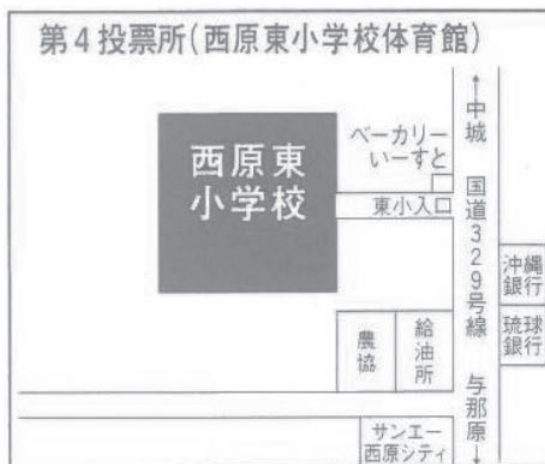 第4投票所(西原東小学校体育館)
西原東
小学校
ベーカリー
いーすと
東小入口
↑中城 国道329号線 与那原↓
沖縄
銀行
琉球
銀行
農協
給油所
サンエー
西原シティ